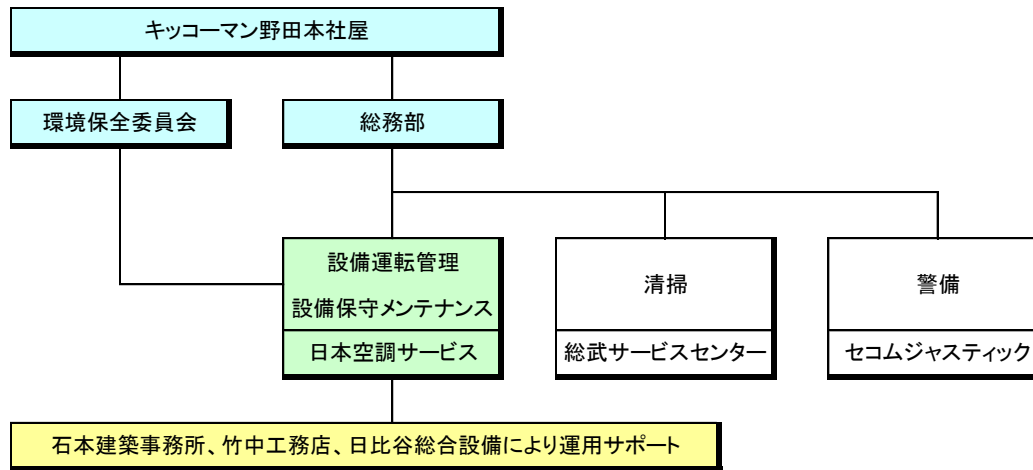 キッコーマン野田本社屋
環境保全委員会
総務部
設備運転管理
設備保守メンテナンス
日本空調サービス
清掃
総武サービスセンター
警備
セコムジャスティック
石本建築事務所、竹中工務店、日比谷総合設備により運用サポート